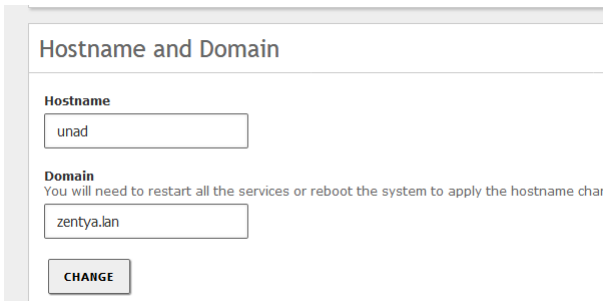 Hostname and Domain
Hostname
unad
Domain
You will need to restart all the services or reboot the system to apply the hostname
zentya.lan
CHANGE